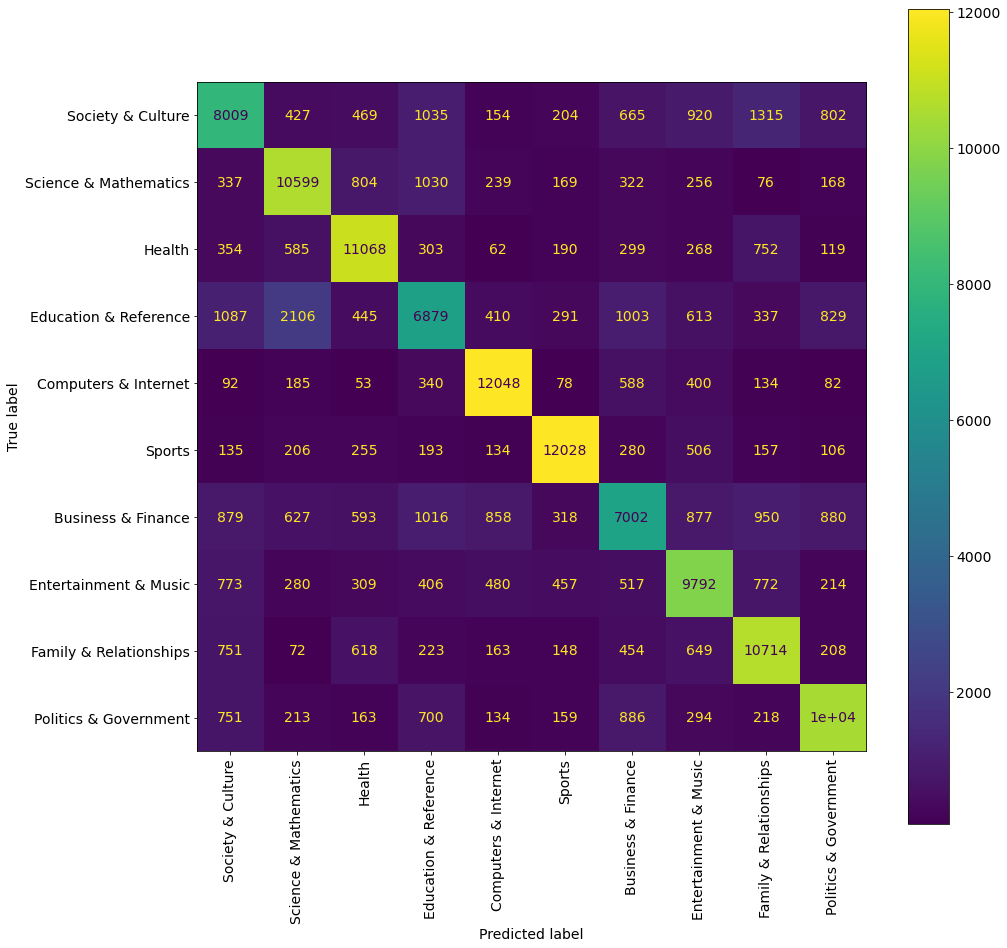 12000
Society & Culture 8009 427 469 1035 154 204 665 920 1315 802
10000
Science & Mathematics 337 10599 804 1030 239 169 322 256 76 168
Health 354 585 11068 303 62 190 299 268 752 119
8000
Education & Reference 1087 2106 445 6879 410 291 1003 613 337 829
Computers & Internet 92 185 53 340 12048 78 588 400 134 82
True label
6000
Sports 135 206 255 193 134 12028 280 506 157 106
Business & Finance 879 627 593 1016 858 318 7002 877 950 880
4000
Entertainment & Music 773 280 309 406 480 457 517 9792 772 214
Family & Relationships 751 72 618 223 163 148 454 649 10714 208
2000
Politics & Government 751 213 163 700 134 159 886 294 218 1e+04
Society & Culture
Science & Mathematics
Health
Education & Reference
Computers & Internet
Sports
Business & Finance
Entertainment & Music
Family & Relationships
Politics & Government
Predicted label